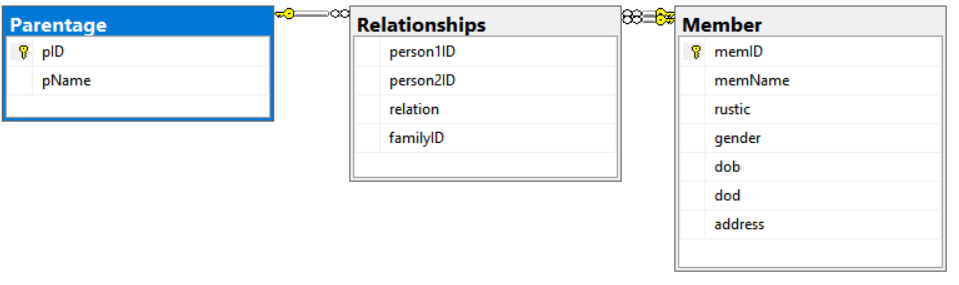 Parentage
pID
pName
Relationships
person1ID
person2ID
relation
familyID
Member
memID
memName
rustic
gender
dob
dod
address